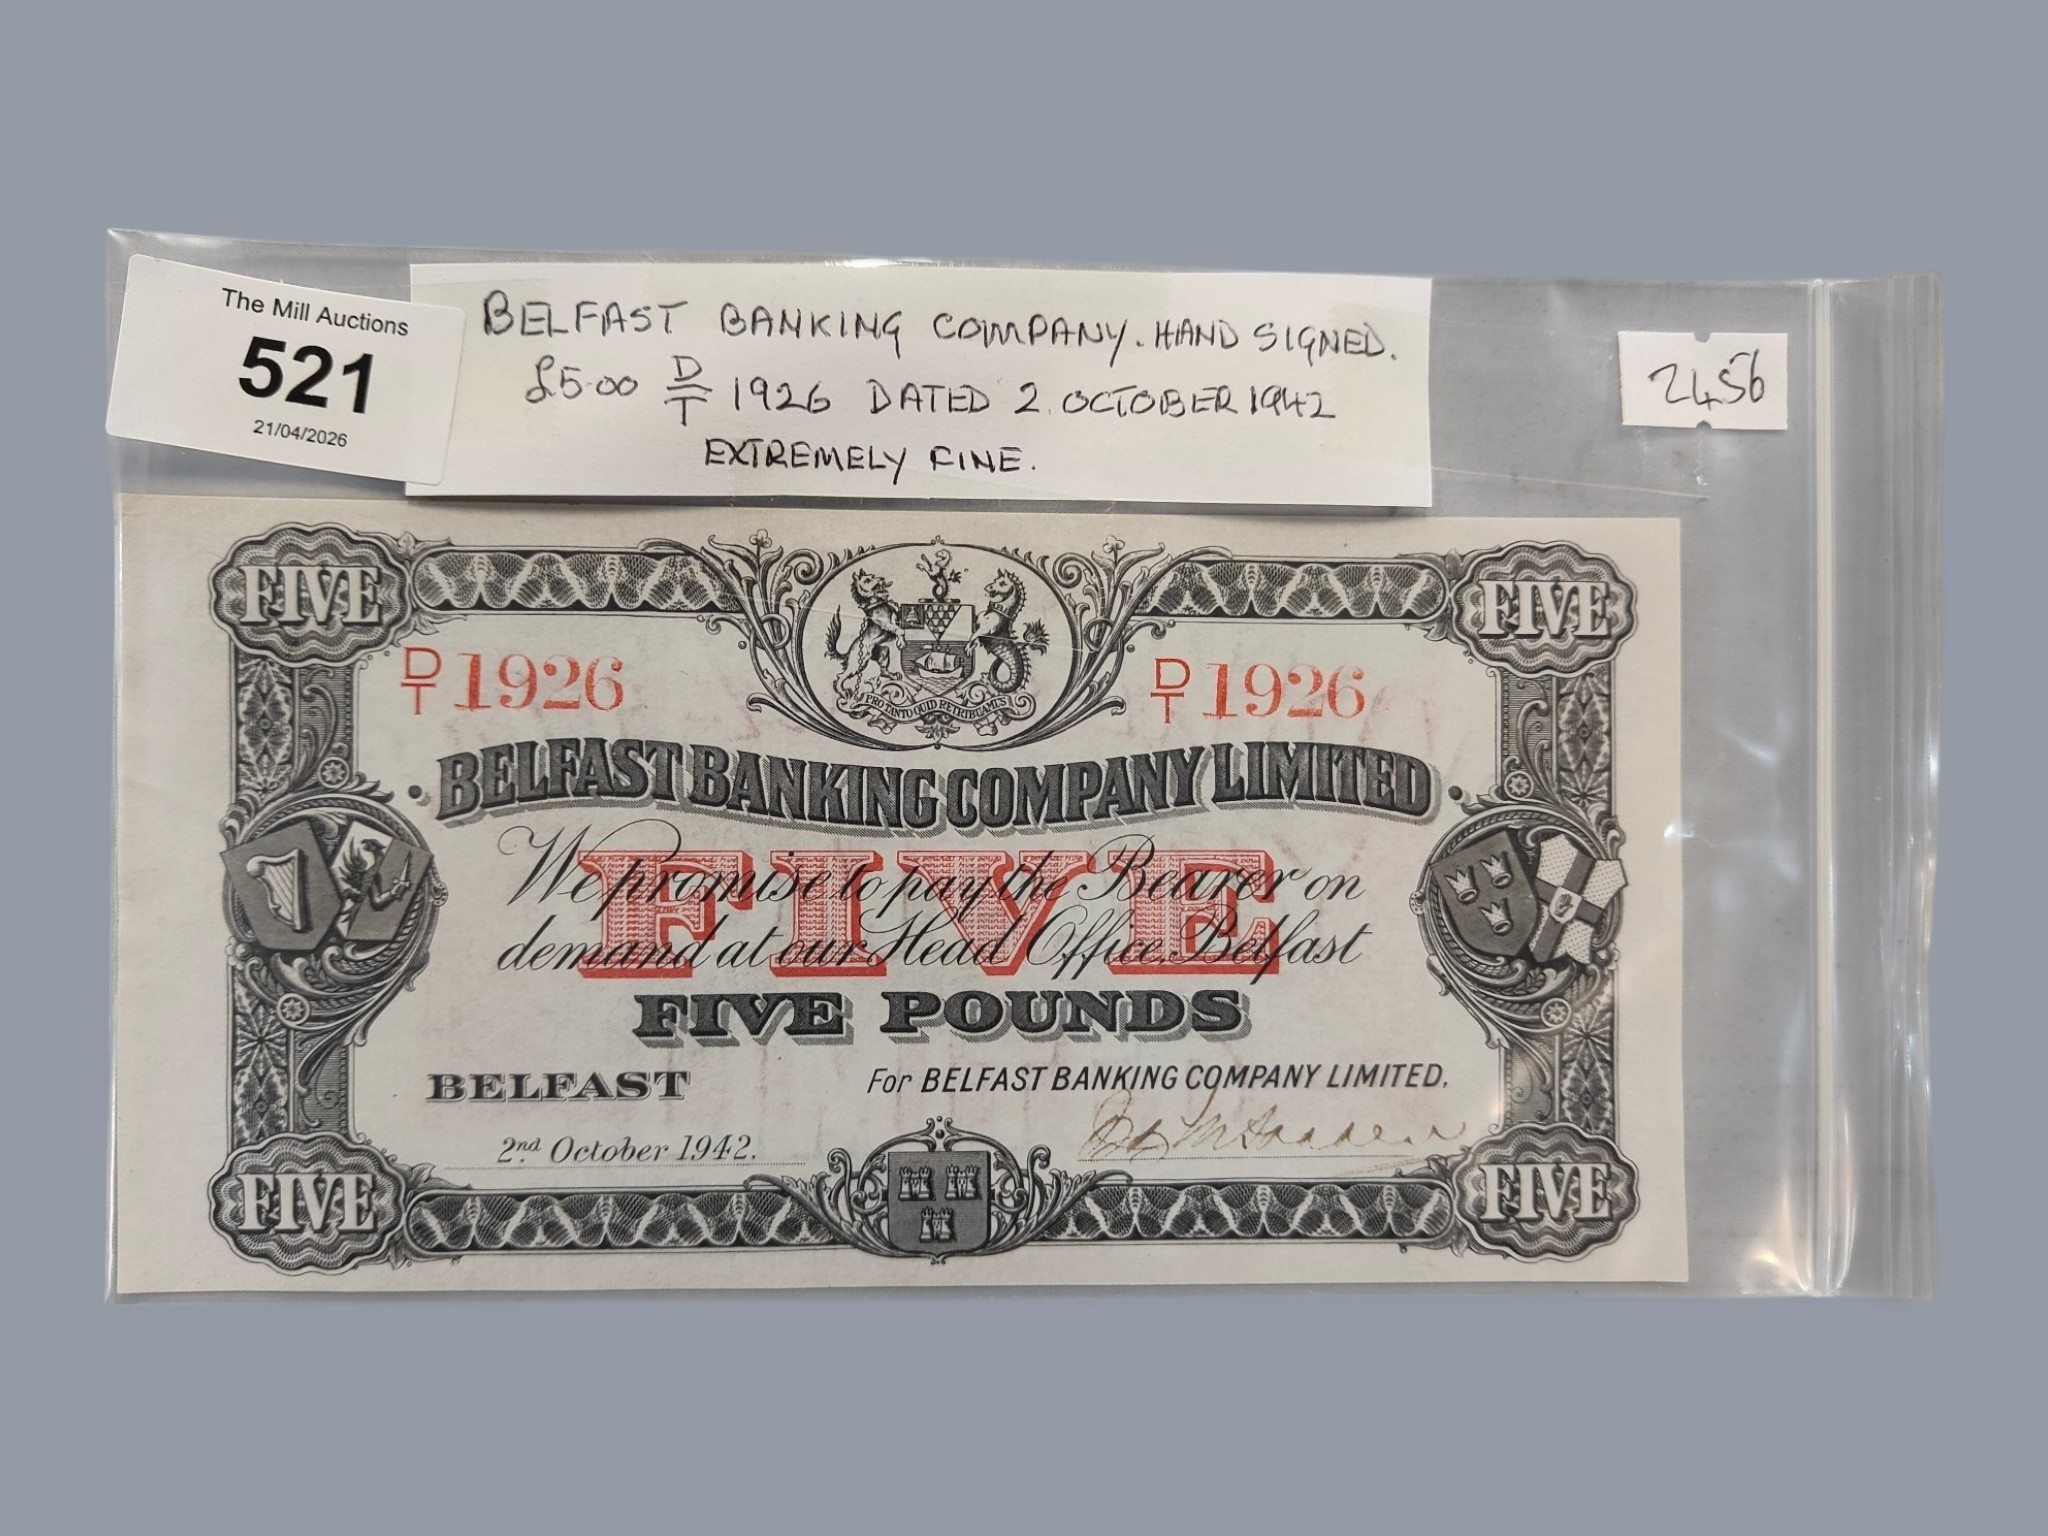 The Mill Auctions
521
21/04/2026
BELFAST BANKING COMPANY. HAND SIGNED.
£5.00 D/T 1926 DATED 2 OCTOBER 1942
EXTREMELY FINE.
2456
FIVE FIVE
D/T 1926 D/T 1926
PRO TANTO QUID RETRIBUAMUS
BELFAST BANKING COMPANY LIMITED
FIVE
We promise to pay the Bearer on
demand at our Head Office, Belfast
FIVE POUNDS
BELFAST For BELFAST BANKING COMPANY LIMITED,
2nd October 1942.
FIVE FIVE